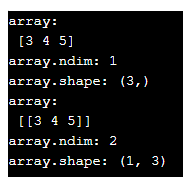 array:
 [3 4 5]
array.ndim: 1
array.shape: (3,)
array:
 [[3 4 5]]
array.ndim: 2
array.shape: (1, 3)